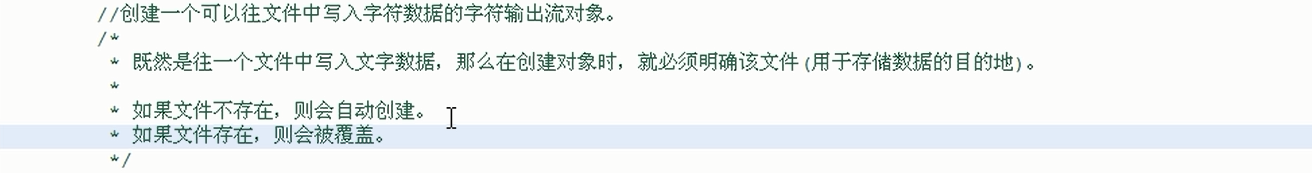 //创建一个可以往文件中写入字符数据的字符输出流对象。
/*
* 既然是往一个文件中写入文字数据，那么在创建对象时，就必须明确该文件(用于存储数据的目的地)。
*
* 如果文件不存在，则会自动创建。
* 如果文件存在，则会被覆盖。
*/